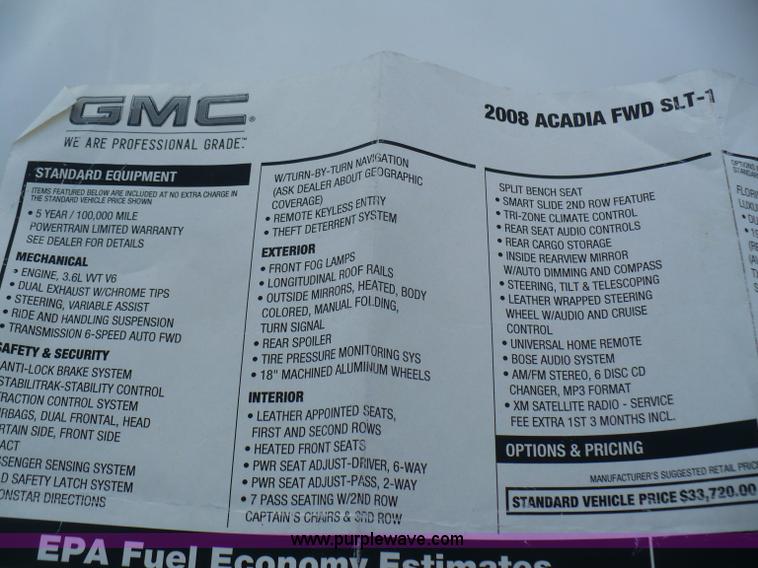 GMC
WE ARE PROFESSIONAL GRADE.™
2008 ACADIA FWD SLT-1
STANDARD EQUIPMENT
ITEMS FEATURED BELOW ARE INCLUDED AT NO EXTRA CHARGE IN
THE STANDARD VEHICLE PRICE SHOWN
• 5 YEAR / 100,000 MILE
POWERTRAIN LIMITED WARRANTY
SEE DEALER FOR DETAILS
MECHANICAL
• ENGINE, 3.6L VVT V6
• DUAL EXHAUST W/CHROME TIPS
• STEERING, VARIABLE ASSIST
• RIDE AND HANDLING SUSPENSION
• TRANSMISSION 6-SPEED AUTO FWD
AFETY & SECURITY
ANTI-LOCK BRAKE SYSTEM
STABILITRAK-STABILITY CONTROL
TRACTION CONTROL SYSTEM
IRBAGS, DUAL FRONTAL, HEAD
RTAIN SIDE, FRONT SIDE
ACT
SSENGER SENSING SYSTEM
LD SAFETY LATCH SYSTEM
ONSTAR DIRECTIONS
W/TURN-BY-TURN NAVIGATION
(ASK DEALER ABOUT GEOGRAPHIC
COVERAGE)
• REMOTE KEYLESS ENTRY
• THEFT DETERRENT SYSTEM
EXTERIOR
• FRONT FOG LAMPS
• LONGITUDINAL ROOF RAILS
• OUTSIDE MIRRORS, HEATED, BODY
COLORED, MANUAL FOLDING,
TURN SIGNAL
• REAR SPOILER
• TIRE PRESSURE MONITORING SYS
• 18" MACHINED ALUMINUM WHEELS
INTERIOR
• LEATHER APPOINTED SEATS,
FIRST AND SECOND ROWS
• HEATED FRONT SEATS
• PWR SEAT ADJUST-DRIVER, 6-WAY
• PWR SEAT ADJUST-PASS, 2-WAY
• 7 PASS SEATING W/2ND ROW
CAPTAIN'S CHAIRS & 3RD ROW
SPLIT BENCH SEAT
• SMART SLIDE 2ND ROW FEATURE
• TRI-ZONE CLIMATE CONTROL
• REAR SEAT AUDIO CONTROLS
• REAR CARGO STORAGE
• INSIDE REARVIEW MIRROR
W/AUTO DIMMING AND COMPASS
• STEERING, TILT & TELESCOPING
• LEATHER WRAPPED STEERING
WHEEL W/AUDIO AND CRUISE
CONTROL
• UNIVERSAL HOME REMOTE
• BOSE AUDIO SYSTEM
• AM/FM STEREO, 6 DISC CD
CHANGER, MP3 FORMAT
• XM SATELLITE RADIO - SERVICE
FEE EXTRA 1ST 3 MONTHS INCL.
OPTIONS & PRICING
MANUFACTURER'S SUGGESTED RETAIL PRIC
STANDARD VEHICLE PRICE $33,720.00
EPA Fuel Economy Estimates
www.purplewave.com